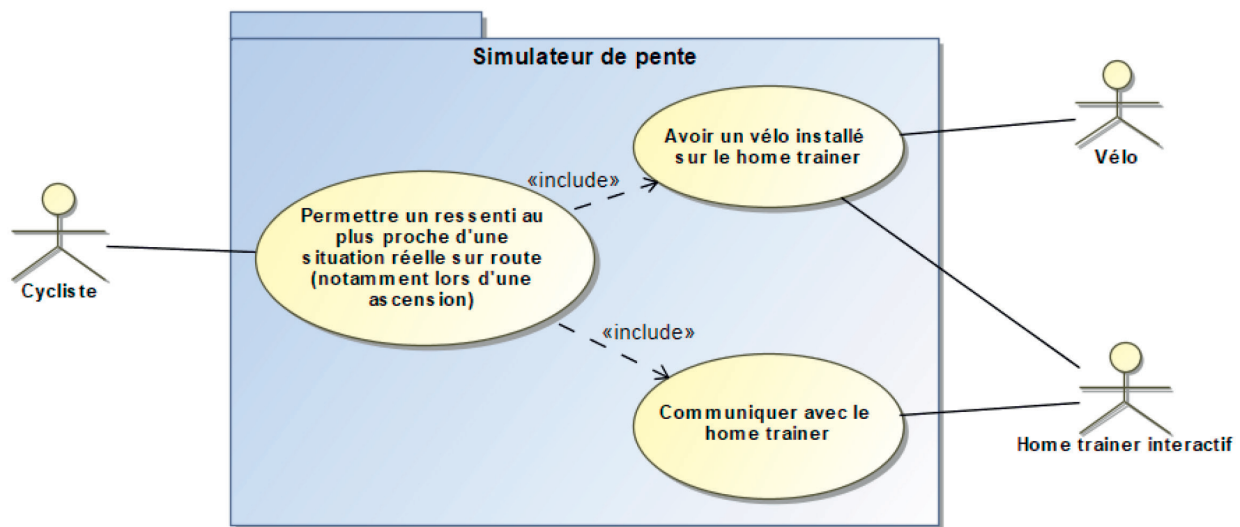 Simulateur de pente
Avoir un vélo installé
sur le home trainer
Vélo
«include»
Permettre un ressenti au
plus proche d'une
situation réelle sur route
(notamment lors d'une
ascension)
Cycliste
«include»
Communiquer avec le
home trainer
Home trainer interactif